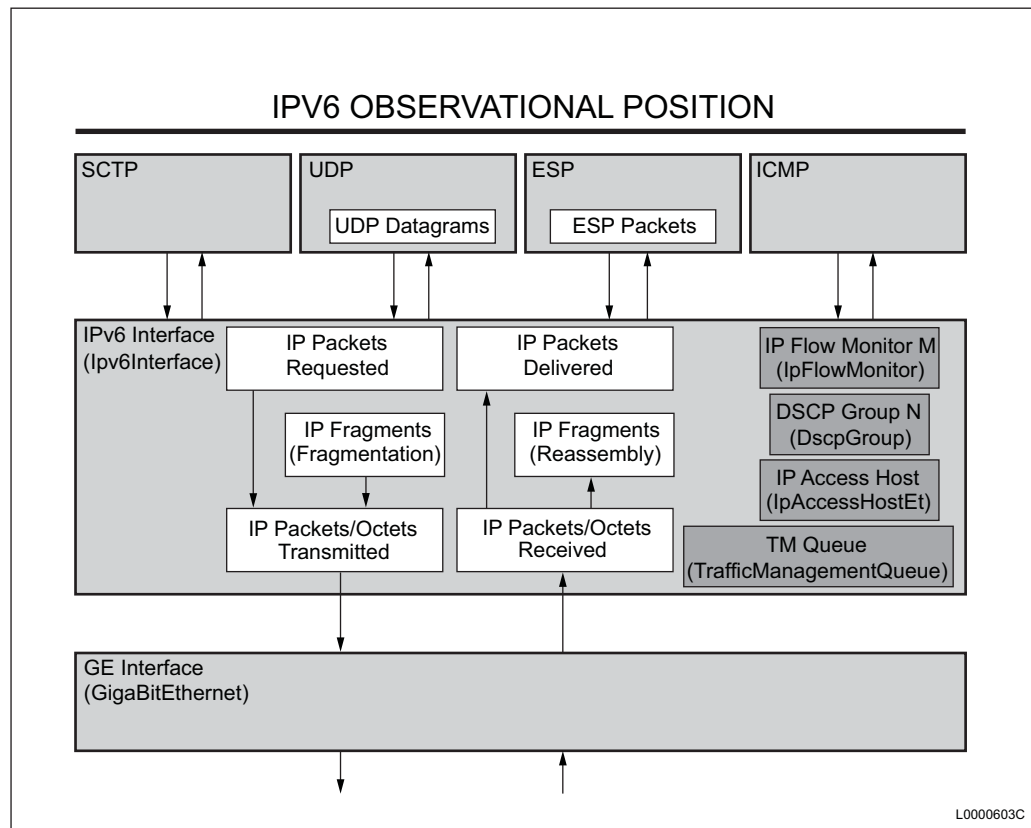 IPV6 OBSERVATIONAL POSITION
SCTP
UDP
UDP Datagrams
ESP
ESP Packets
ICMP
IPv6 Interface
(Ipv6Interface)
IP Packets
Requested
IP Packets
Delivered
IP Flow Monitor M
(IpFlowMonitor)
IP Fragments
(Fragmentation)
IP Fragments
(Reassembly)
DSCP Group N
(DscpGroup)
IP Access Host
(IpAccessHostEt)
IP Packets/Octets
Transmitted
IP Packets/Octets
Received
TM Queue
(TrafficManagementQueue)
GE Interface
(GigaBitEthernet)
L0000603C